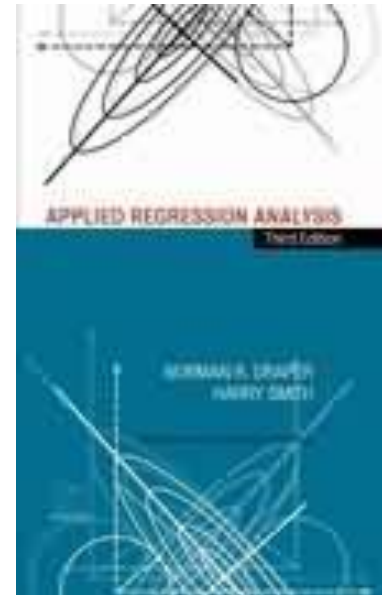 APPLIED REGRESSION ANALYSIS
Third Edition
NORMAN R. DRAPER
HARRY SMITH